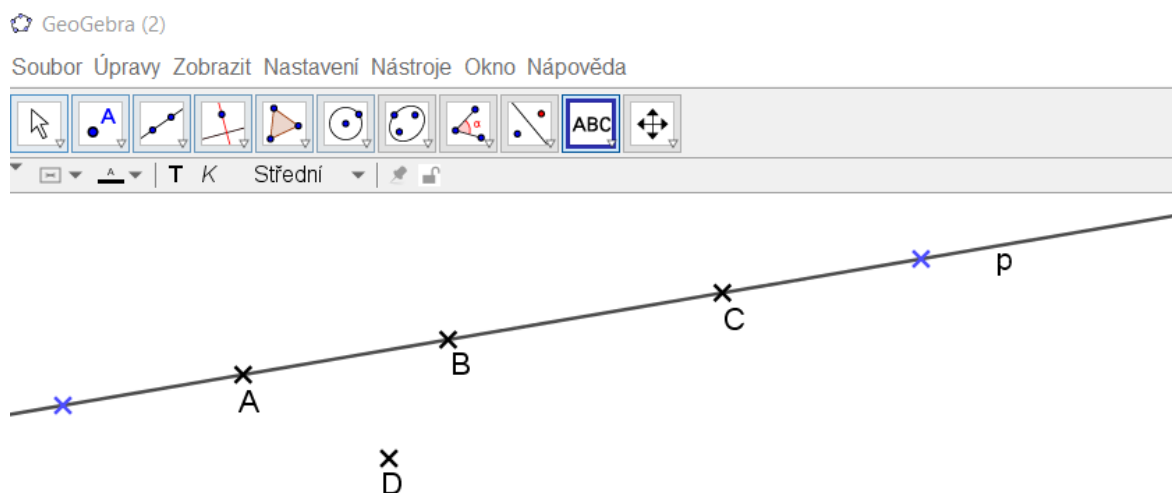 GeoGebra (2)
Soubor Úpravy Zobrazit Nastavení Nástroje Okno Nápověda
A α ABC
A T K Střední
p
C
B
A
D